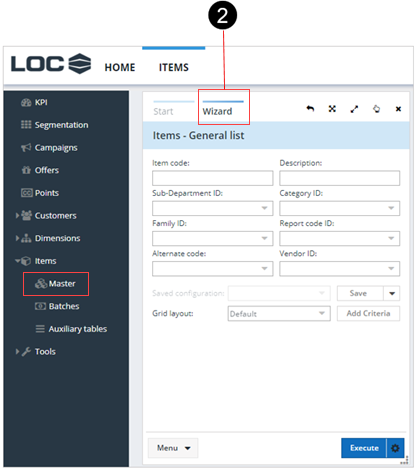 2
LOC HOME ITEMS
KPI
Segmentation
Campaigns
Offers
Points
Customers
Dimensions
Items
Master
Batches
Auxiliary tables
Tools
Start Wizard
Items - General list
Item code: Description:
Sub-Department ID: Category ID:
Family ID: Report code ID:
Alternate code: Vendor ID:
Saved configuration: Save
Grid layout: Default Add Criteria
Menu Execute